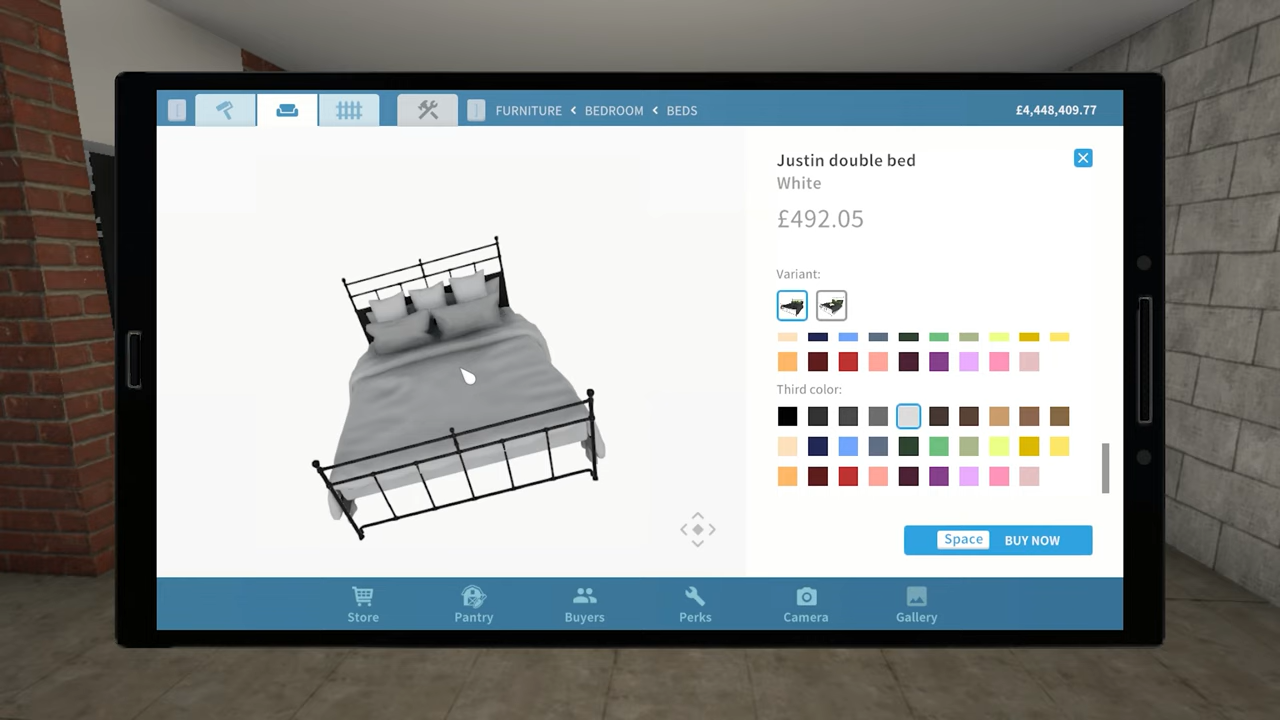 FURNITURE < BEDROOM < BEDS
£4,448,409.77
Justin double bed
White
£492.05
Variant:
Third color:
Space BUY NOW
Store
Pantry
Buyers
Perks
Camera
Gallery